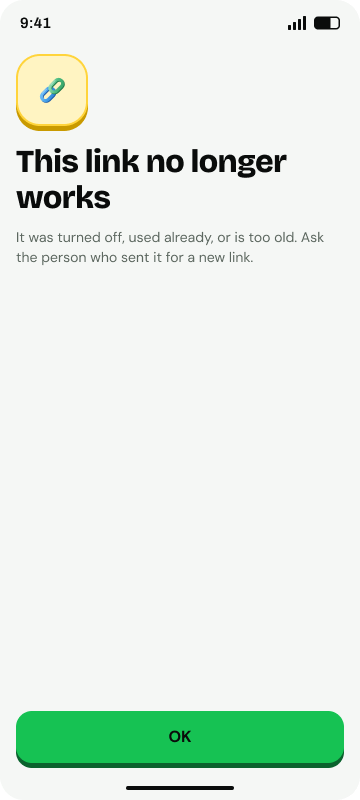 9:41
This link no longer
works
It was turned off, used already, or is too old. Ask
the person who sent it for a new link.
OK